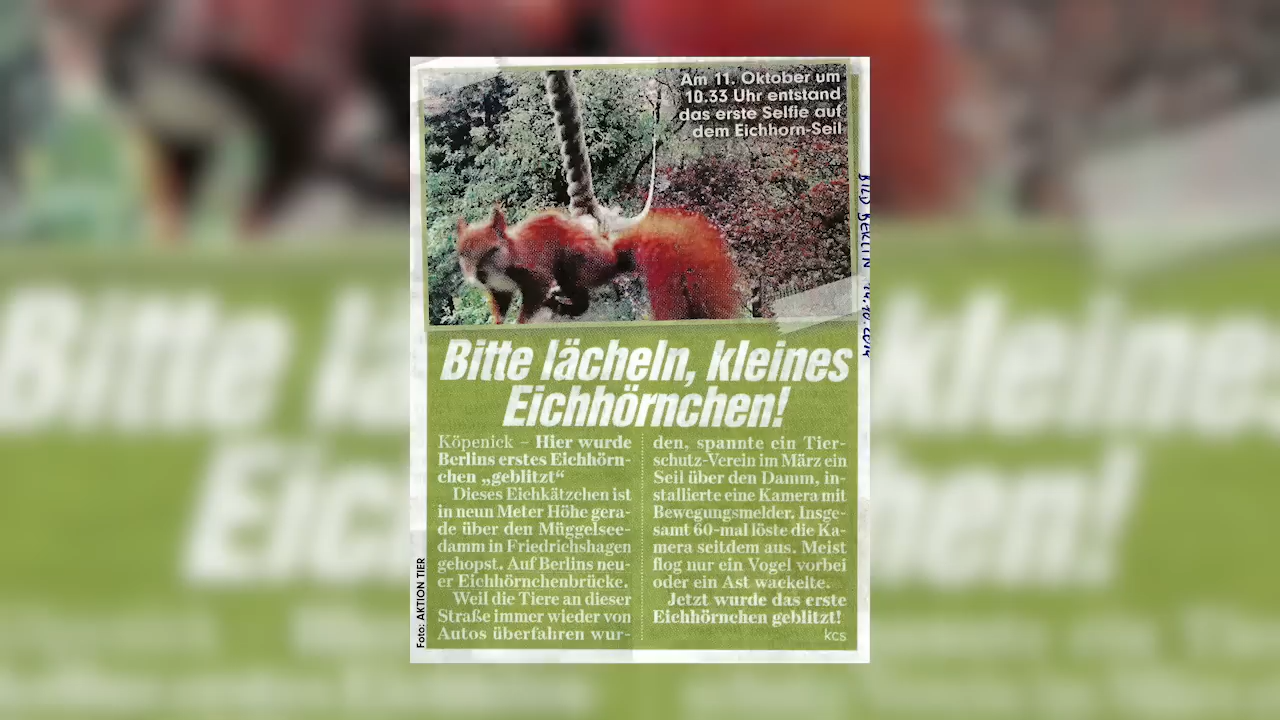 Am 11. Oktober um
10.33 Uhr entstand
das erste Selfie auf
dem Eichhorn-Seil
BILD BERLIN 14.10.2014
Bitte lächeln, kleines
Eichhörnchen!
Köpenick – Hier wurde
Berlins erstes Eichhörn-
chen „geblitzt“
Dieses Eichkätzchen ist
in neun Meter Höhe gera-
de über den Müggelsee-
damm in Friedrichshagen
gehopst. Auf Berlins neu-
er Eichhörnchenbrücke.
Weil die Tiere an dieser
Straße immer wieder von
Autos überfahren wur-
den, spannte ein Tier-
schutz-Verein im März ein
Seil über den Damm, in-
stallierte eine Kamera mit
Bewegungsmelder. Insge-
samt 60-mal löste die Ka-
mera seitdem aus. Meist
flog nur ein Vogel vorbei
oder ein Ast wackelte.
Jetzt wurde das erste
Eichhörnchen geblitzt!
kcs
Foto: AKTION TIER